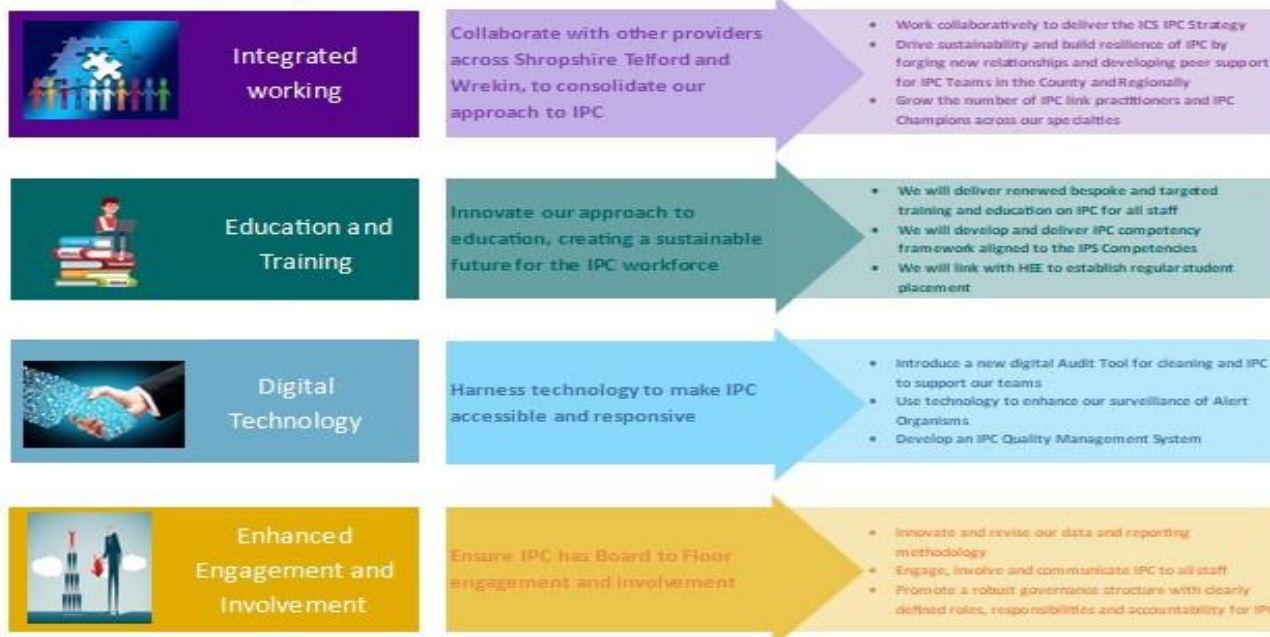 Integrated
working
Collaborate with other providers
across Shropshire Telford and
Wrekin, to consolidate our
approach to IPC
• Work collaboratively to deliver the ICS IPC Strategy
• Drive sustainability and build resilience of IPC by
forging new relationships and developing peer support
for IPC Teams in the County and Regionally
• Grow the number of IPC link practitioners and IPC
Champions across our specialties
Education and
Training
Innovate our approach to
education, creating a sustainable
future for the IPC workforce
• We will deliver renewed bespoke and targeted
training and education on IPC for all staff
• We will develop and deliver IPC competency
framework aligned to the IPS Competencies
• We will link with HEE to establish regular student
placement
Digital
Technology
Harness technology to make IPC
accessible and responsive
• Introduce a new digital Audit Tool for cleaning and IPC
to support our teams
• Use technology to enhance our surveillance of Alert
Organisms
• Develop an IPC Quality Management System
Enhanced
Engagement and
Involvement
Ensure IPC has Board to Floor
engagement and involvement
• Innovate and revise our data and reporting
methodology
• Engage, involve and communicate IPC to all staff
• Promote a robust governance structure with clearly
defined roles, responsibilities and accountability for IPC